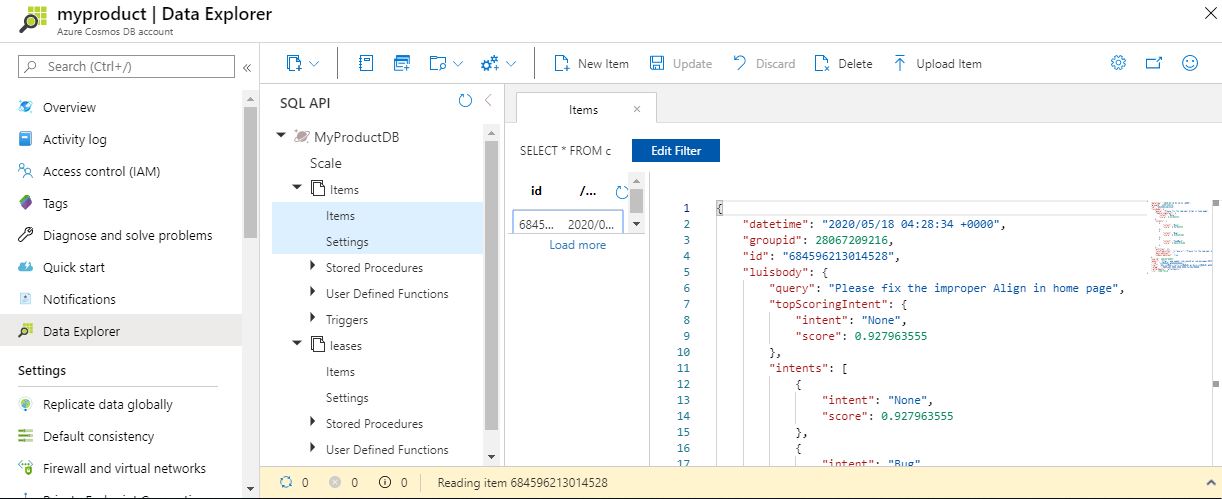 myproduct | Data Explorer
Azure Cosmos DB account
Search (Ctrl+/)
«
Overview
Activity log
Access control (IAM)
Tags
Diagnose and solve problems
Quick start
Notifications
Data Explorer
Settings
Replicate data globally
Default consistency
Firewall and virtual networks
New Item
Update
Discard
Delete
Upload Item
SQL API
MyProductDB
Scale
Items
Items
Settings
Stored Procedures
User Defined Functions
Triggers
leases
Items
Settings
Stored Procedures
User Defined Functions
Items
SELECT * FROM c
Edit Filter
id /...
6845... 2020/0...
Load more
1 {
2 "datetime": "2020/05/18 04:28:34 +0000",
3 "groupid": 28067209216,
4 "id": "684596213014528",
5 "luisbody": {
6 "query": "Please fix the improper Align in home page",
7 "topScoringIntent": {
8 "intent": "None",
9 "score": 0.927963555
10 },
11 "intents": [
12 {
13 "intent": "None",
14 "score": 0.927963555
15 },
16 {
17 "intent": "Bug"
0 0 0 Reading item 684596213014528